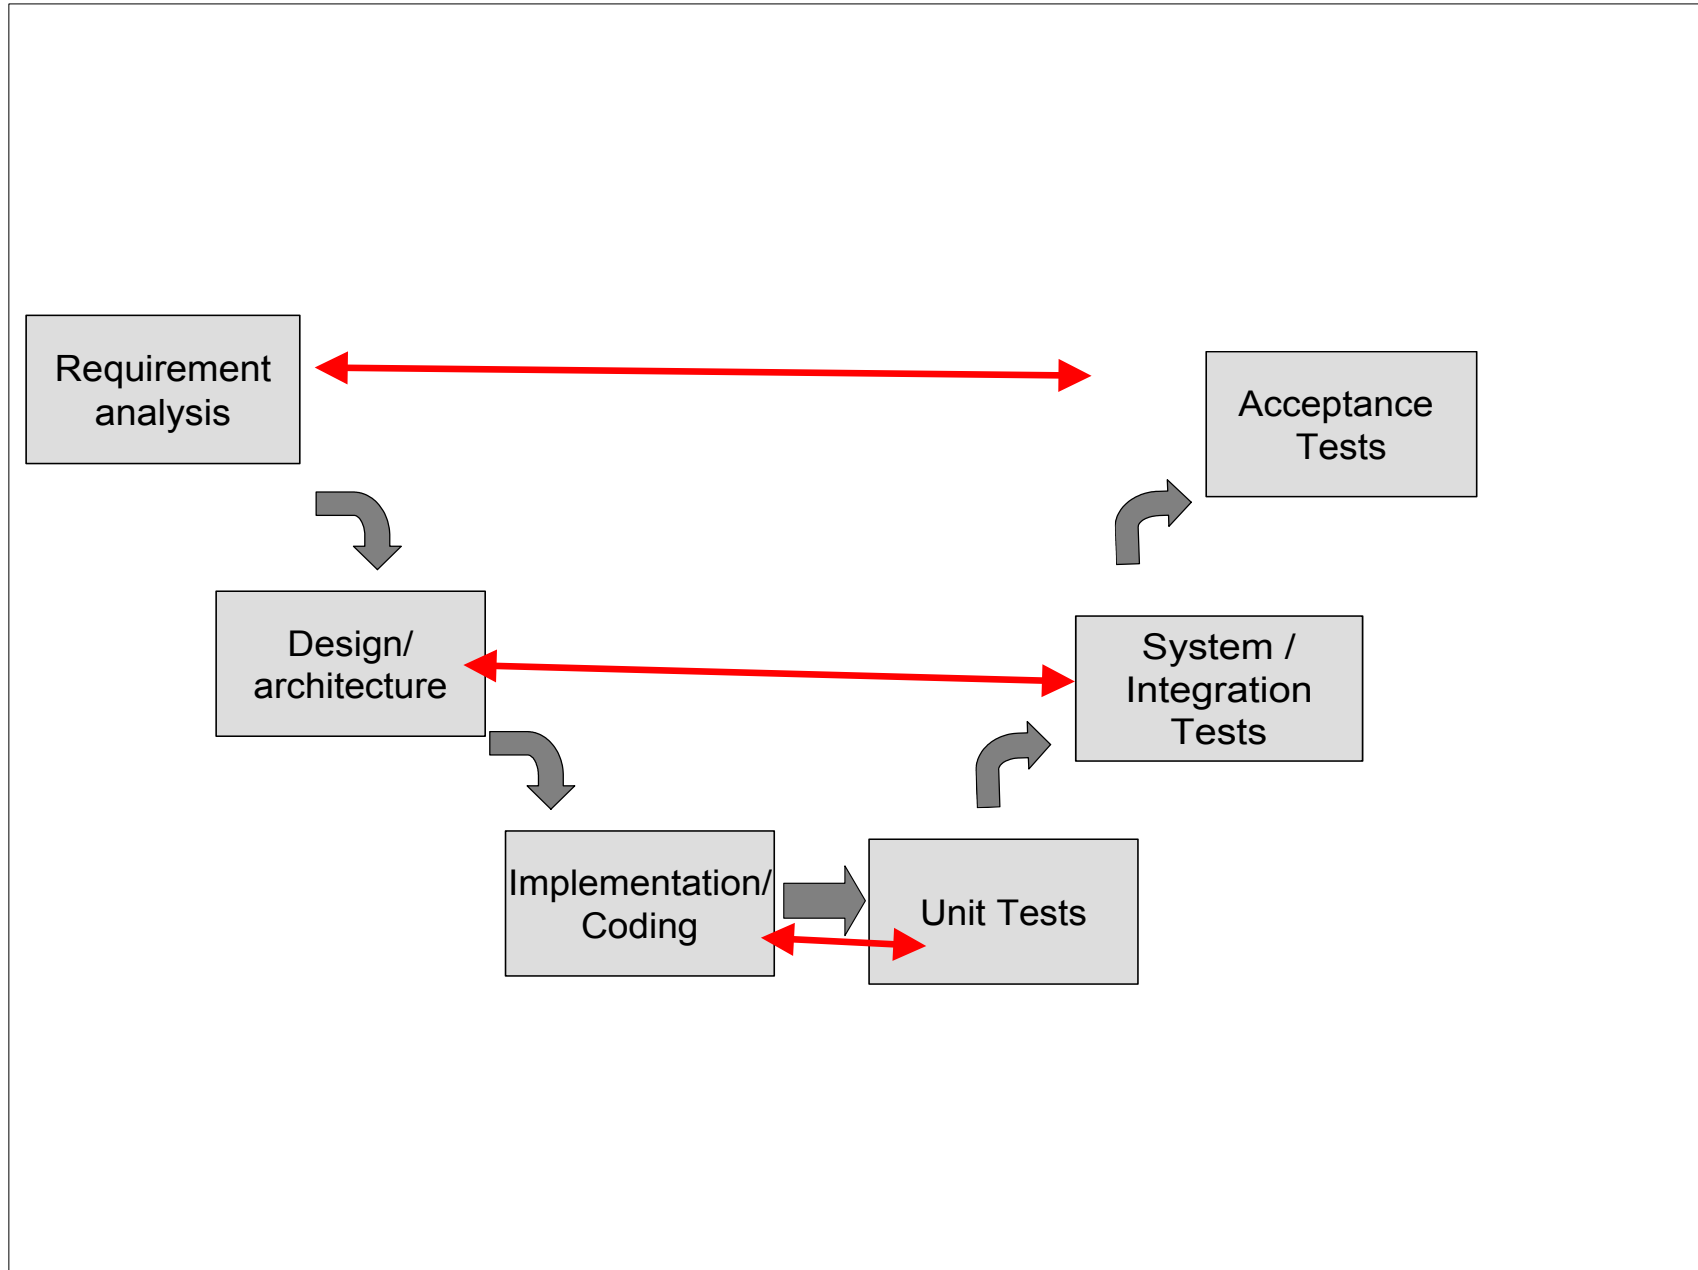 Requirement
analysis
Acceptance
Tests
Design/
architecture
System /
Integration
Tests
Implementation/
Coding
Unit Tests